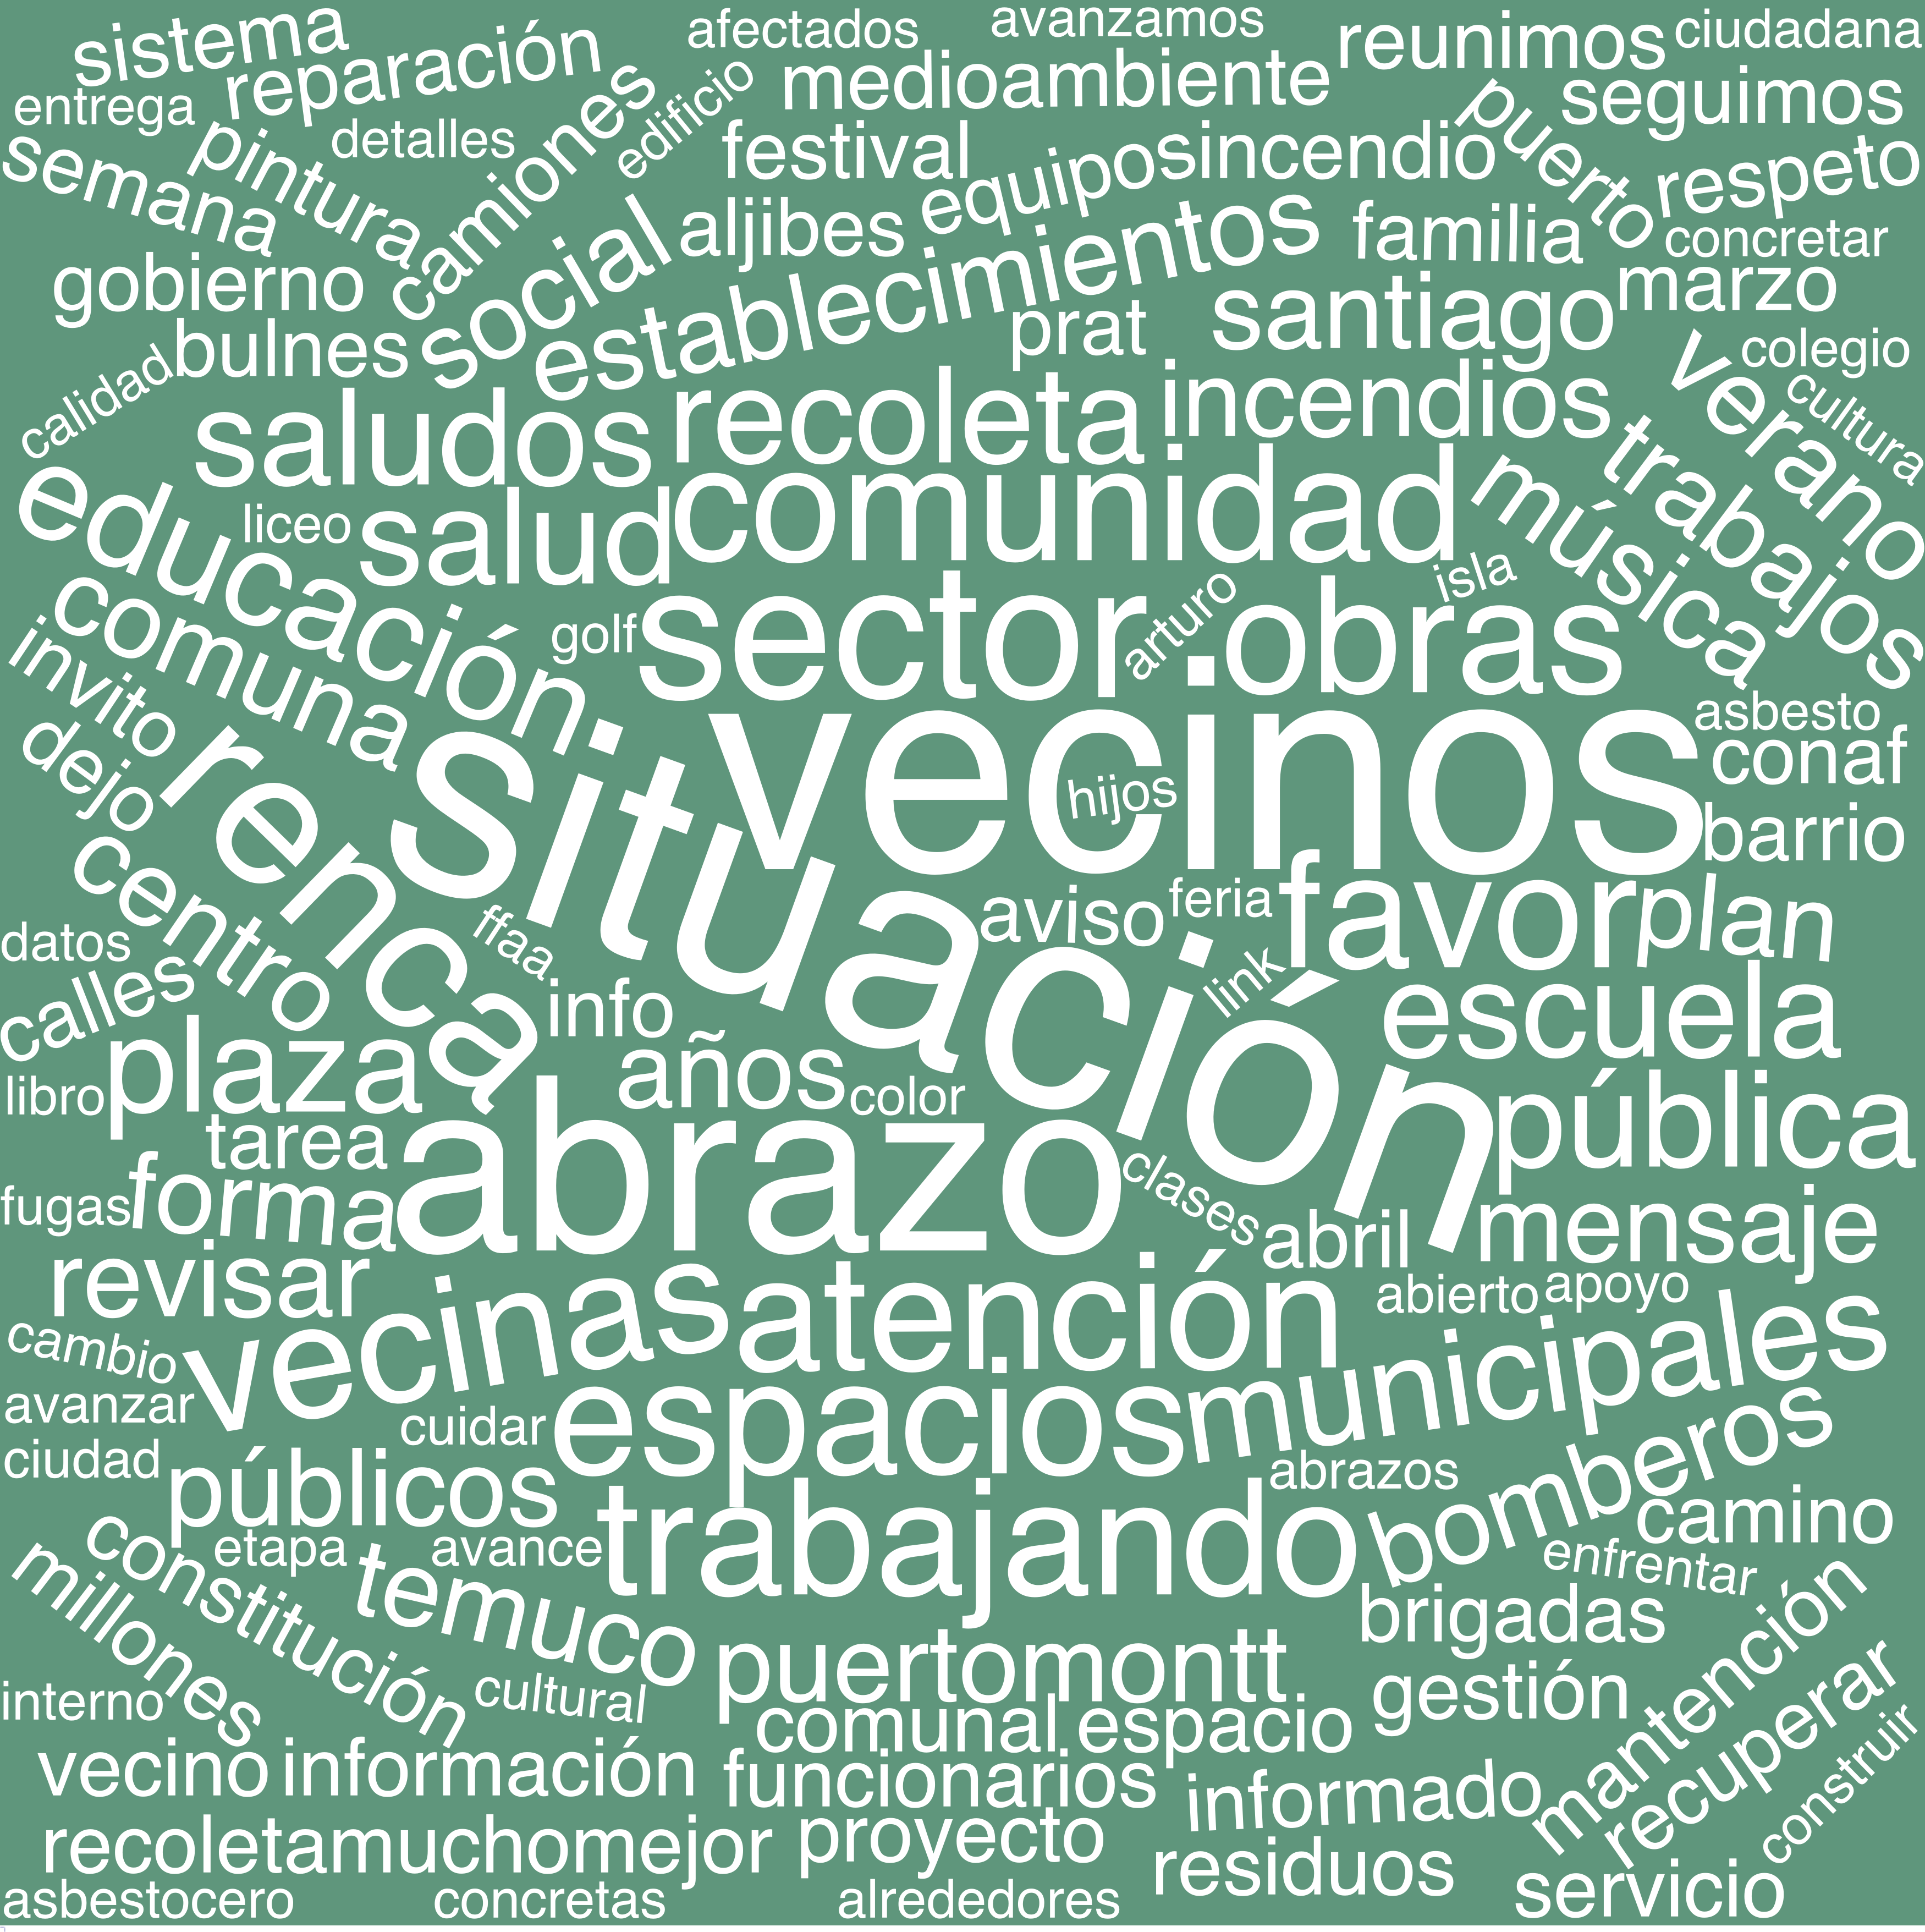 sistema
reparación
afectados
avanzamos
reunimos
ciudadana
entrega
detalles
camiones
edificio
medioambiente
seguimos
semana
pintura
festival
equipos
incendio
puerto
respeto
aljibes
familia
concretar
gobierno
social
establecimientos
santiago
marzo
bulnes
prat
colegio
calidad
saludos
recoleta
incendios
verano
cultura
educación
liceo
salud
comunidad
música
trabajos
isla
comuna
golf
sector
arturo
obras
invito
dejo
renca
situación
vecinos
hijos
asbesto
conaf
barrio
centro
ffaa
aviso
feria
favor
plan
datos
calles
info
link
escuela
libro
plaza
años
color
pública
tarea
fugas
forma
abrazo
clases
abril
mensaje
revisar
vecinas
atención
abierto
apoyo
cambio
avanzar
cuidar
espacios
municipales
ciudad
públicos
abrazos
bomberos
camino
etapa
avance
trabajando
enfrentar
millones
constitución
temuco
brigadas
puertomontt
gestión
mantención
interno
cultural
comunal
espacio
recuperar
vecino
información
funcionarios
informado
construir
recoletamuchomejor
proyecto
residuos
servicio
asbestocero
concretas
alrededores